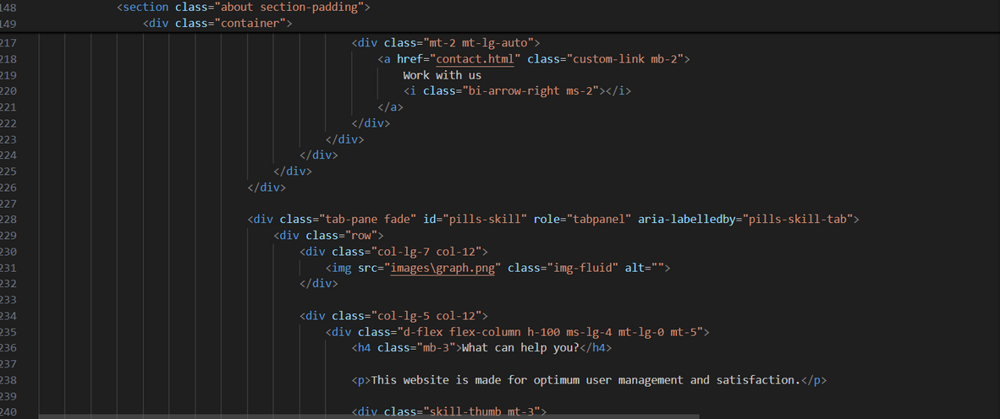 148 <section class="about section-padding">
149 <div class="container">
217 <div class="mt-2 mt-lg-auto">
218 <a href="contact.html" class="custom-link mb-2">
219 Work with us
220 <i class="bi-arrow-right ms-2"></i>
221 </a>
222 </div>
223 </div>
224 </div>
225 </div>
226 </div>
227
228 <div class="tab-pane fade" id="pills-skill" role="tabpanel" aria-labelledby="pills-skill-tab">
229 <div class="row">
230 <div class="col-lg-7 col-12">
231 <img src="images\graph.png" class="img-fluid" alt="">
232 </div>
233
234 <div class="col-lg-5 col-12">
235 <div class="d-flex flex-column h-100 ms-lg-4 mt-lg-0 mt-5">
236 <h4 class="mb-3">What can help you?</h4>
237
238 <p>This website is made for optimum user management and satisfaction.</p>
239
240 <div class="skill-thumb mt-3">